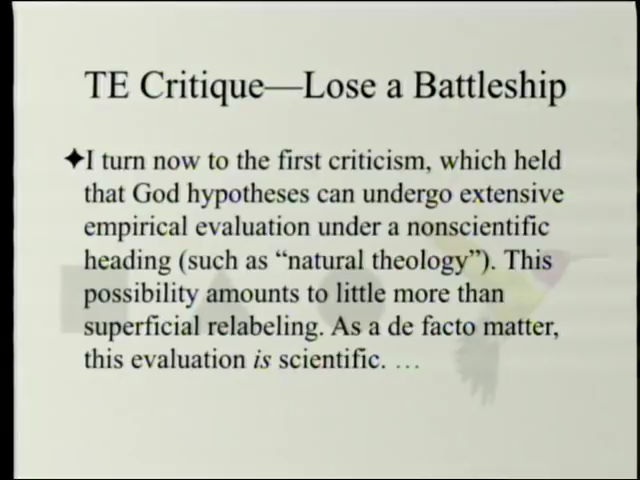 TE Critique—Lose a Battleship
✦I turn now to the first criticism, which held
that God hypotheses can undergo extensive
empirical evaluation under a nonscientific
heading (such as “natural theology”). This
possibility amounts to little more than
superficial relabeling. As a de facto matter,
this evaluation is scientific. …